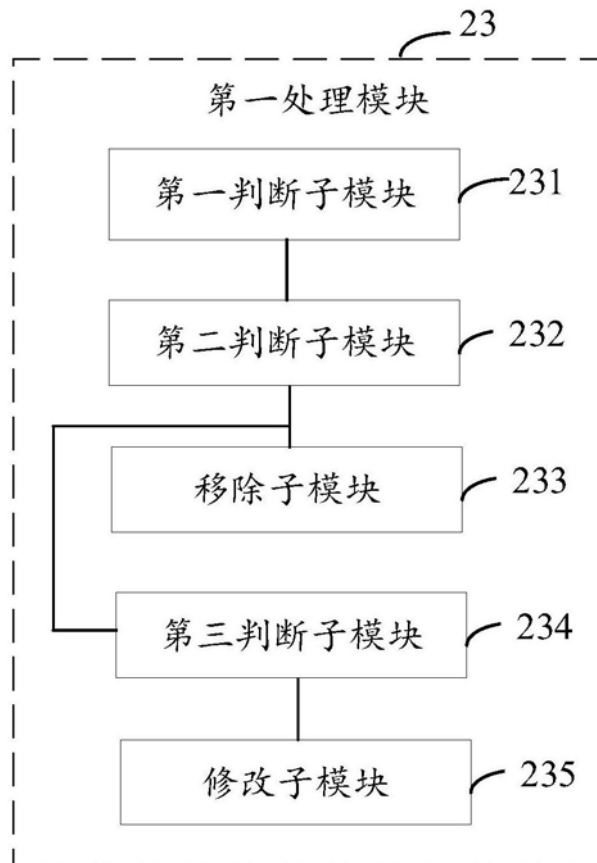 23
第一处理模块
第一判断子模块
231
第二判断子模块
232
移除子模块
233
第三判断子模块
234
修改子模块
235